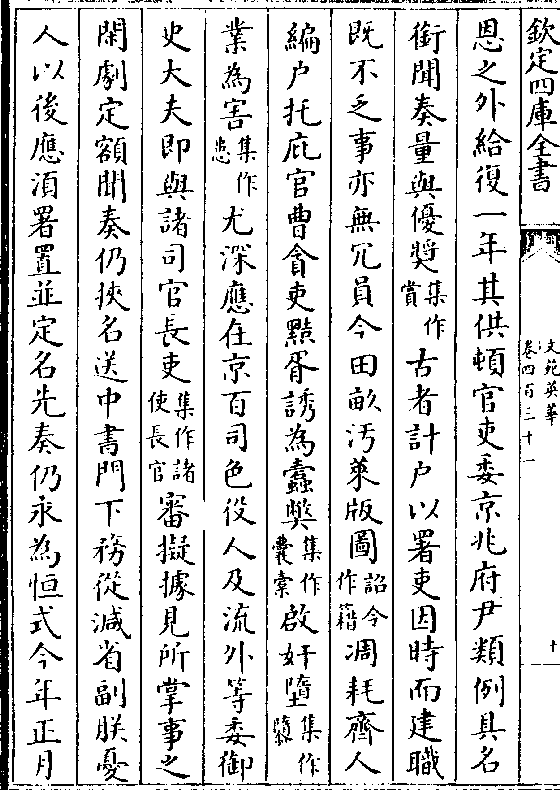 欽定四庫全書
文苑英華
卷四百三十一
十
恩之外給復一年其供頓官吏委京兆府尹類例具名
銜聞奏量與優奬集作賞古者計户以署吏因時而建職
既不乏事亦無冗員今田畝汚萊版圖詔令作籍凋耗齊人
編户托庇官曹貪吏黠胥誘為蠹弊集作囊橐啟奸墮集作隳
業為害集作患尤深應在京百司色役人及流外等委御
史大夫即與諸司官長吏集作諸使長官審擬據見所掌事之
閑劇定額聞奏仍挾名送中書門下務從減省副朕憂
人以後應湏署置並定名先奏仍永為恒式今年正月